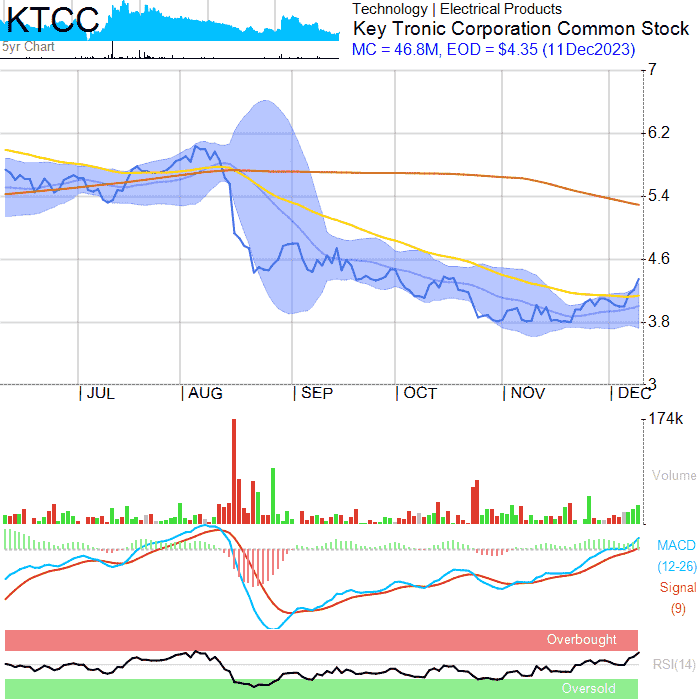 KTCC
5yr Chart
Technology | Electrical Products
Key Tronic Corporation Common Stock
MC = 46.8M, EOD = $4.35 (11Dec2023)
7
6.2
5.4
4.6
3.8
3
JUL
AUG
SEP
OCT
NOV
DEC
174k
Volume
MACD
(12-26)
Signal
(9)
Overbought
RSI(14)
Oversold